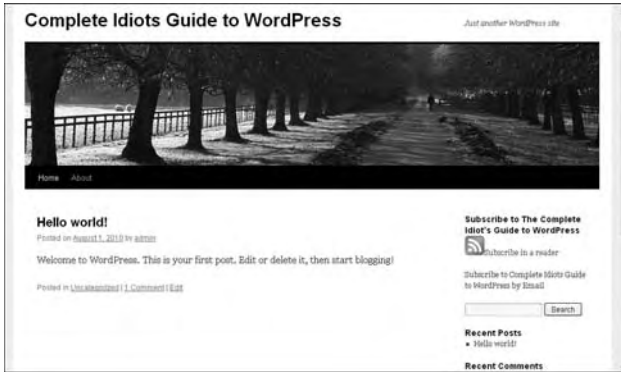 Complete Idiots Guide to WordPress
Just another WordPress site
Home About
Hello world!
Posted on August 1, 2010 by admin
Welcome to WordPress. This is your first post. Edit or delete it, then start blogging!
Posted in Uncategorized | 1 Comment | Edit
Subscribe to The Complete
Idiot's Guide to WordPress
Subscribe in a reader
Subscribe to Complete Idiots Guide
to WordPress by Email
Search
Recent Posts
• Hello world!
Recent Comments